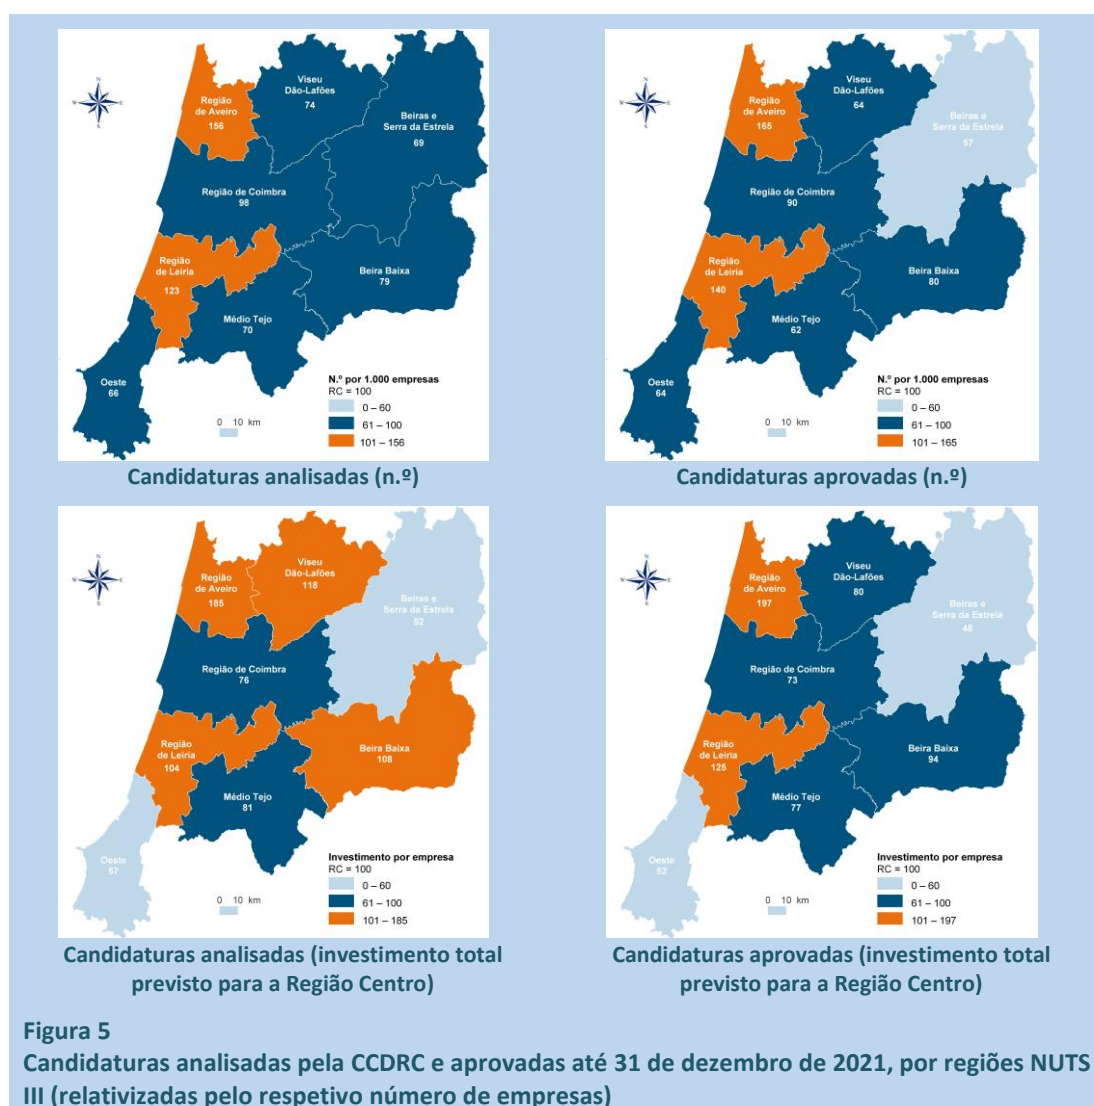 N
W
E
S
Região
de Aveiro
156
Viseu
Dão-Lafões
74
Beiras e
Serra da Estrela
69
Região de Coimbra
98
Região
de Leiria
123
Beira Baixa
79
Médio Tejo
70
Oeste
66
0 10 km
N.º por 1.000 empresas
RC = 100
0 – 60
61 – 100
101 – 156
Candidaturas analisadas (n.º)
N
W
E
S
Região
de Aveiro
165
Viseu
Dão-Lafões
64
Beiras e
Serra da Estrela
57
Região de Coimbra
90
Região
de Leiria
140
Beira Baixa
80
Médio Tejo
62
Oeste
64
0 10 km
N.º por 1.000 empresas
RC = 100
0 – 60
61 – 100
101 – 165
Candidaturas aprovadas (n.º)
N
W
E
S
Região
de Aveiro
185
Viseu
Dão-Lafões
118
Beiras e
Serra da Estrela
52
Região de Coimbra
76
Região
de Leiria
104
Beira Baixa
108
Médio Tejo
81
Oeste
57
0 10 km
Investimento por empresa
RC = 100
0 – 60
61 – 100
101 – 185
Candidaturas analisadas (investimento total
previsto para a Região Centro)
N
W
E
S
Região
de Aveiro
197
Viseu
Dão-Lafões
80
Beiras e
Serra da Estrela
48
Região de Coimbra
73
Região
de Leiria
125
Beira Baixa
94
Médio Tejo
77
Oeste
52
0 10 km
Investimento por empresa
RC = 100
0 – 60
61 – 100
101 – 197
Candidaturas aprovadas (investimento total
previsto para a Região Centro)
Figura 5
Candidaturas analisadas pela CCDRC e aprovadas até 31 de dezembro de 2021, por regiões NUTS
III (relativizadas pelo respetivo número de empresas)